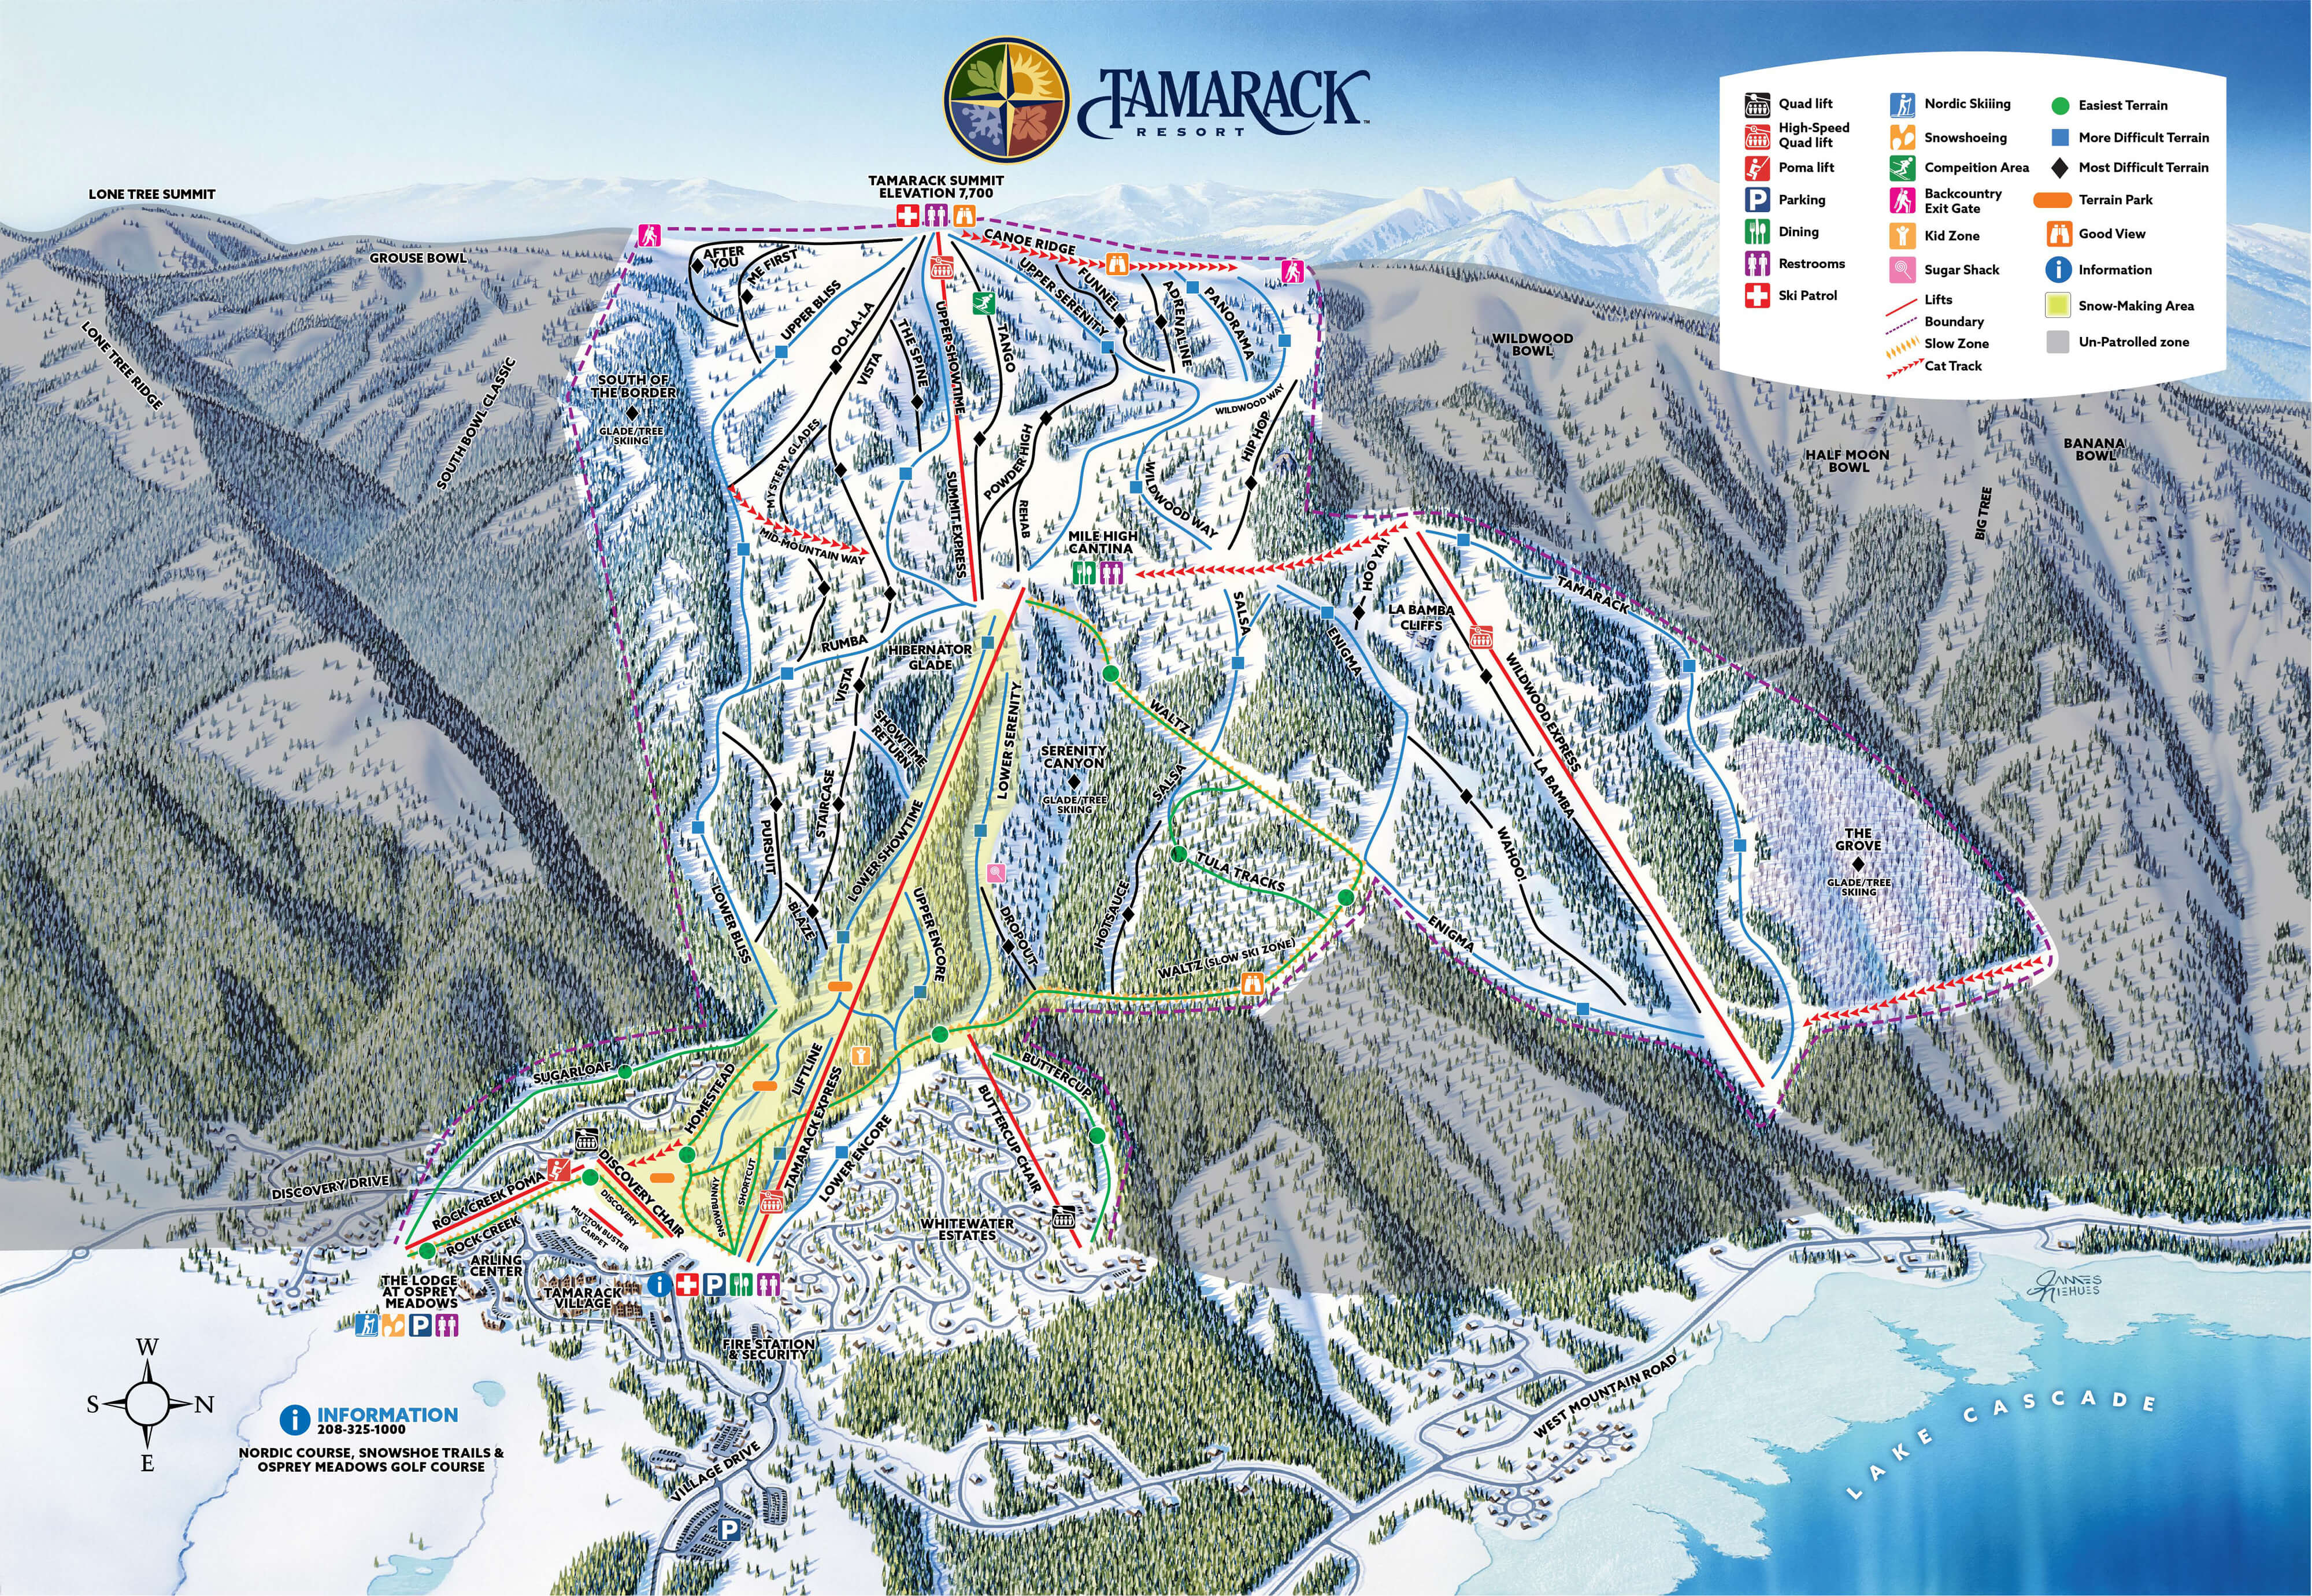 TAMARACK
RESORT
TM
Quad lift
High-Speed
Quad lift
Poma lift
P
Parking
Dining
Restrooms
Ski Patrol
Nordic Skiiing
Snowshoeing
Compeition Area
Backcountry
Exit Gate
Kid Zone
Sugar Shack
Lifts
Boundary
Slow Zone
Cat Track
Easiest Terrain
More Difficult Terrain
Most Difficult Terrain
Terrain Park
Good View
i
Information
Snow-Making Area
Un-Patrolled zone
LONE TREE SUMMIT
TAMARACK SUMMIT
ELEVATION 7,700
GROUSE BOWL
LONE TREE RIDGE
SOUTH BOWL CLASSIC
AFTER
YOU
ME FIRST
UPPER BLISS
OO-LA-LA
VISTA
THE SPINE
UPPER SHOWTIME
TANGO
CANOE RIDGE
UPPER SERENITY
FUNNEL
ADRENALINE
PANORAMA
WILDWOOD WAY
HIP HOP
WILDWOOD
BOWL
HALF MOON
BOWL
BANANA
BOWL
BIG TREE
SOUTH OF
THE BORDER
GLADE/TREE
SKIING
MYSTERY GLADES
MID-MOUNTAIN WAY
SUMMIT EXPRESS
POWDER HIGH
REHAB
MILE HIGH
CANTINA
WILDWOOD WAY
HOO YA!
LA BAMBA
CLIFFS
TAMARACK
RUMBA
HIBERNATOR
GLADE
SALSA
ENIGMA
WILDWOOD EXPRESS
LA BAMBA
VISTA
SHOWTIME
RETURN
LOWER SERENITY
SERENITY
CANYON
GLADE/TREE
SKIING
WALTZ
SALSA
STAIRCASE
PURSUIT
LOWER SHOWTIME
TULA TRACKS
WAHOO!
THE
GROVE
GLADE/TREE
SKIING
LOWER BLISS
BLAZE
UPPER ENCORE
DROPOUT
HOTSAUCE
WALTZ (SLOW SKI ZONE)
ENIGMA
SUGARLOAF
HOMESTEAD
LIFTLINE
TAMARACK EXPRESS
BUTTERCUP
BUTTERCUP CHAIR
LOWER ENCORE
DISCOVERY DRIVE
ROCK CREEK POMA
ROCK CREEK
DISCOVERY CHAIR
DISCOVERY
MUTTON BUSTER
CARPET
SNOWBUNNY
SHORTCUT
WHITEWATER
ESTATES
ARLING
CENTER
THE LODGE
AT OSPREY
MEADOWS
P
TAMARACK
VILLAGE
i
P
FIRE STATION
& SECURITY
W
S
N
E
i
INFORMATION
208-325-1000
NORDIC COURSE, SNOWSHOE TRAILS &
OSPREY MEADOWS GOLF COURSE
VILLAGE DRIVE
P
WEST MOUNTAIN ROAD
LAKE CASCADE
JAMES
NIEHUES